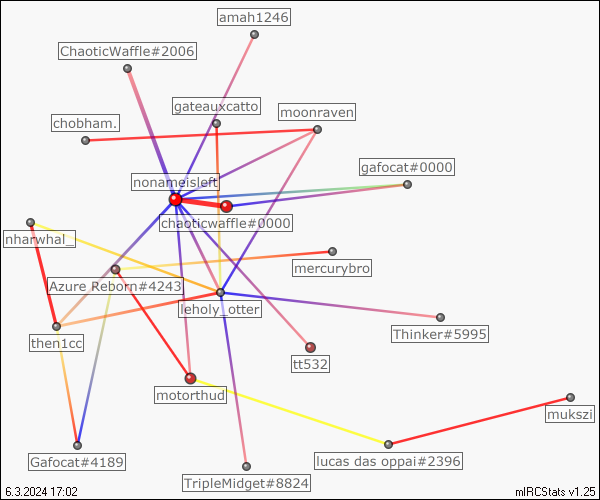 amah1246
ChaoticWaffle#2006
gateauxcatto
moonraven
chobham.
gafocat#0000
nonameisleft
chaoticwaffle#0000
nharwhal_
mercurybro
Azure Reborn#4243
leholy_otter
Thinker#5995
then1cc
tt532
motorthud
mukszi
Gafocat#4189
lucas das oppai#2396
TripleMidget#8824
6.3.2024 17:02
mIRCStats v1.25